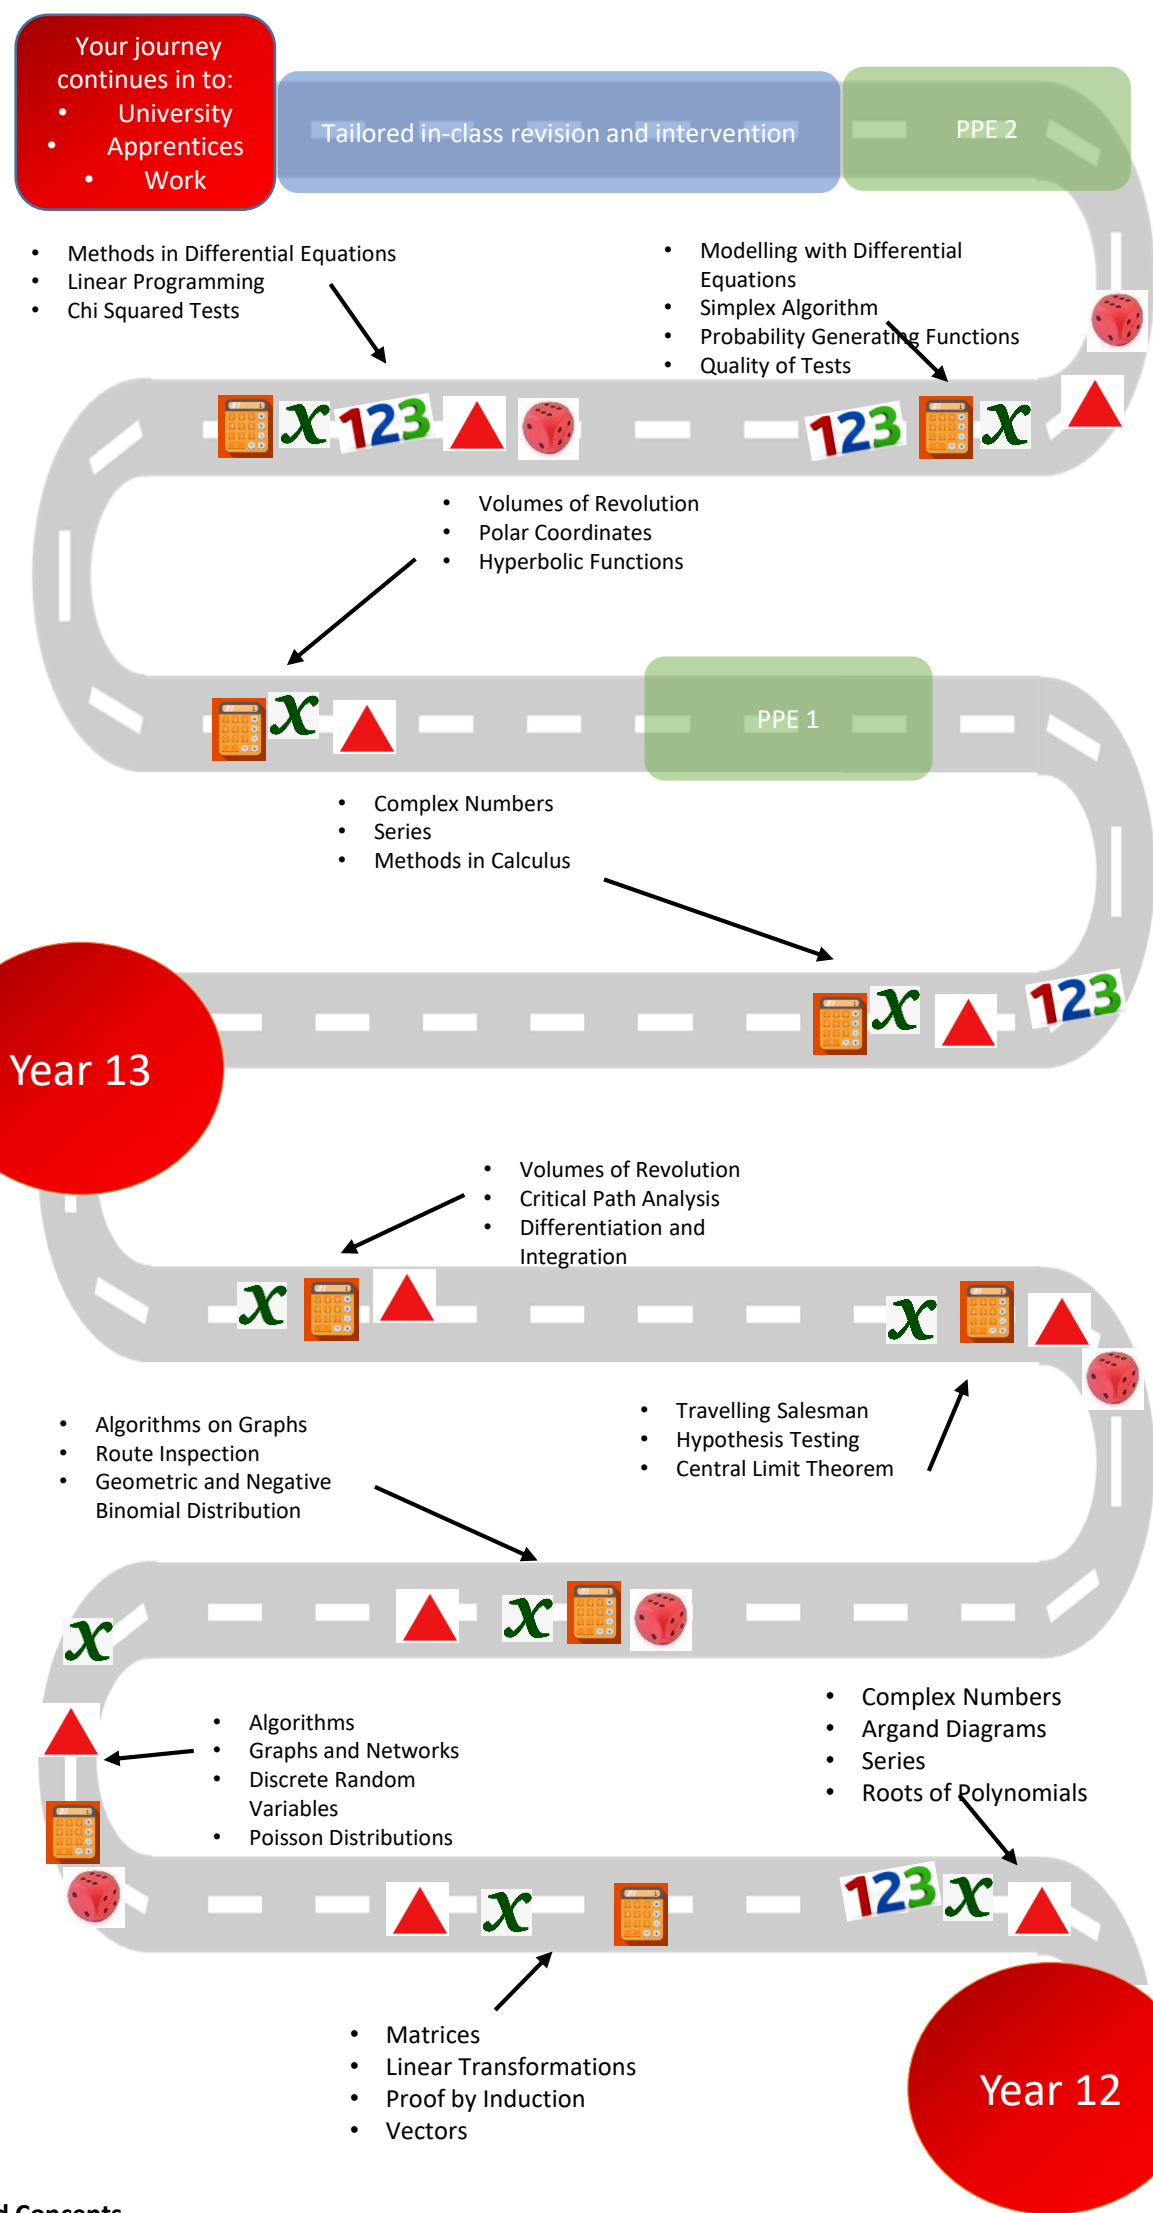 Your journey
continues in to:
• University
• Apprentices
• Work
Tailored in-class revision and intervention
PPE 2
• Methods in Differential Equations
• Linear Programming
• Chi Squared Tests
• Modelling with Differential
Equations
• Simplex Algorithm
• Probability Generating Functions
• Quality of Tests
x
123
123
x
• Volumes of Revolution
• Polar Coordinates
• Hyperbolic Functions
x
PPE 1
• Complex Numbers
• Series
• Methods in Calculus
x
123
Year 13
• Volumes of Revolution
• Critical Path Analysis
• Differentiation and
Integration
x
x
• Algorithms on Graphs
• Route Inspection
• Geometric and Negative
Binomial Distribution
• Travelling Salesman
• Hypothesis Testing
• Central Limit Theorem
x
x
• Algorithms
• Graphs and Networks
• Discrete Random
Variables
• Poisson Distributions
• Complex Numbers
• Argand Diagrams
• Series
• Roots of Polynomials
x
123
x
• Matrices
• Linear Transformations
• Proof by Induction
• Vectors
Year 12